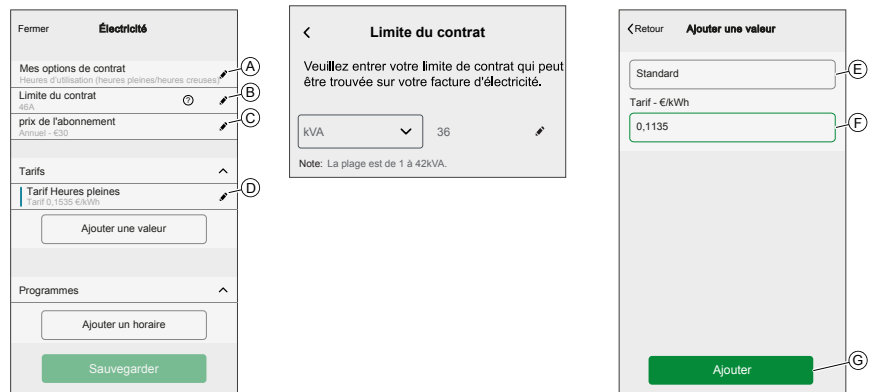 Fermer Électricité
Mes options de contrat
Heures d'utilisation (heures pleines/heures creuses)
A
Limite du contrat
46A
B
prix de l'abonnement
Annuel - €30
C
Tarifs
Tarif Heures pleines
Tarif 0,1535 €/kWh
D
Ajouter une valeur
Programmes
Ajouter un horaire
Sauvegarder
Limite du contrat
Veuillez entrer votre limite de contrat qui peut
être trouvée sur votre facture d'électricité.
kVA 36
Note: La plage est de 1 à 42kVA.
Retour Ajouter une valeur
Standard
E
Tarif - €/kWh
0,1135
F
Ajouter
G